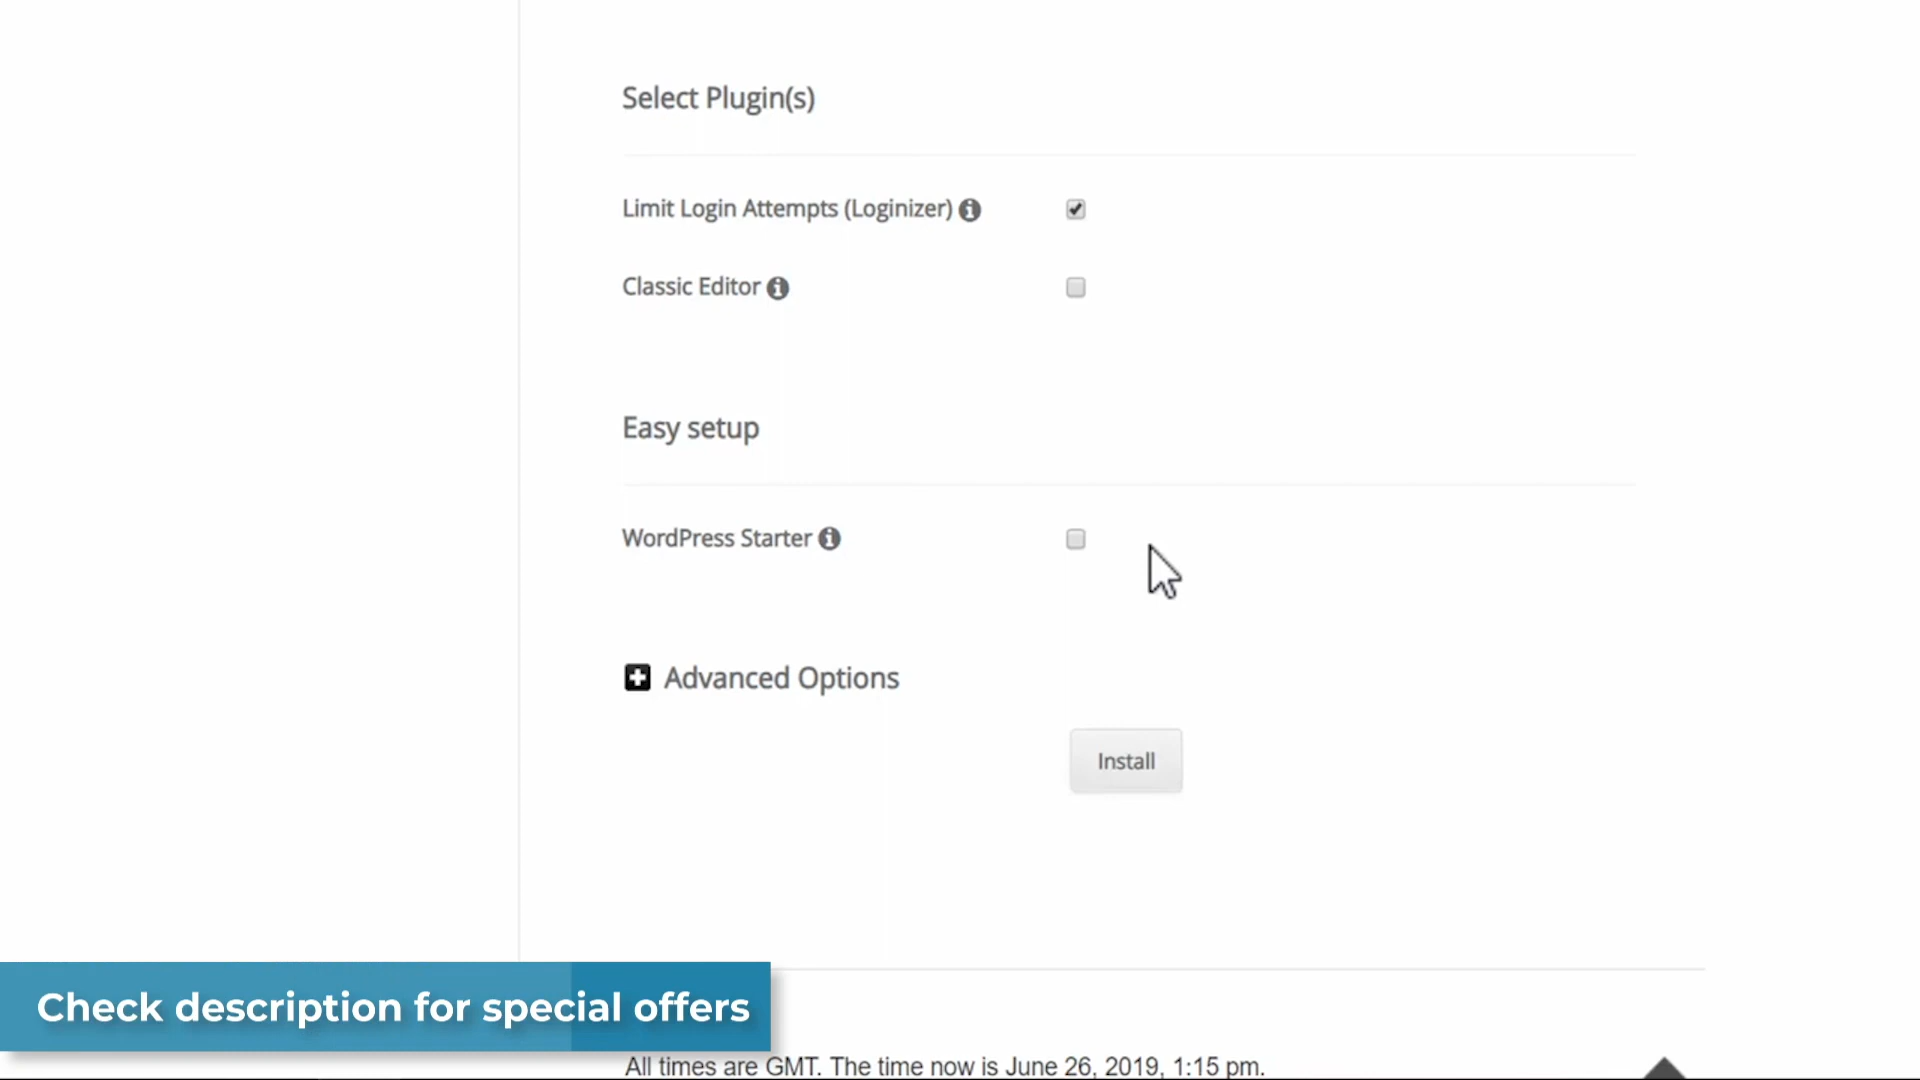 Select Plugin(s)
Limit Login Attempts (Loginizer)
Classic Editor
Easy setup
WordPress Starter
Advanced Options
Install
Check description for special offers
All times are GMT. The time now is June 26, 2019, 1:15 pm.